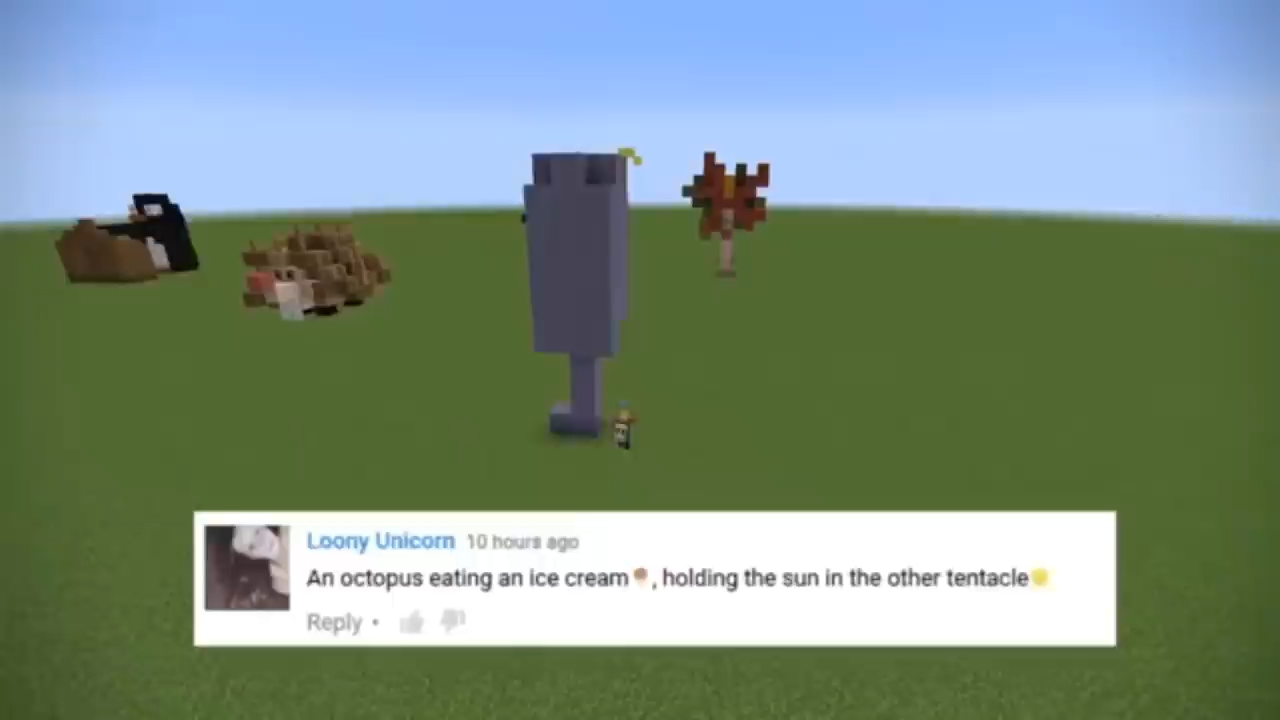 Loony Unicorn 10 hours ago
An octopus eating an ice cream🍨, holding the sun in the other tentacle🌕
Reply •